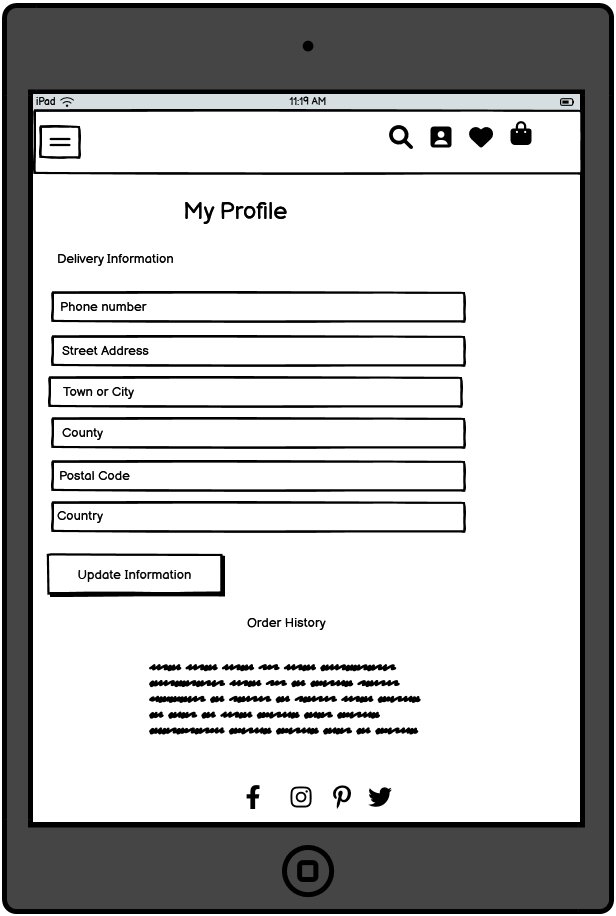 iPad 11:19 AM
My Profile
Delivery Information
Phone number
Street Address
Town or City
County
Postal Code
Country
Update Information
Order History